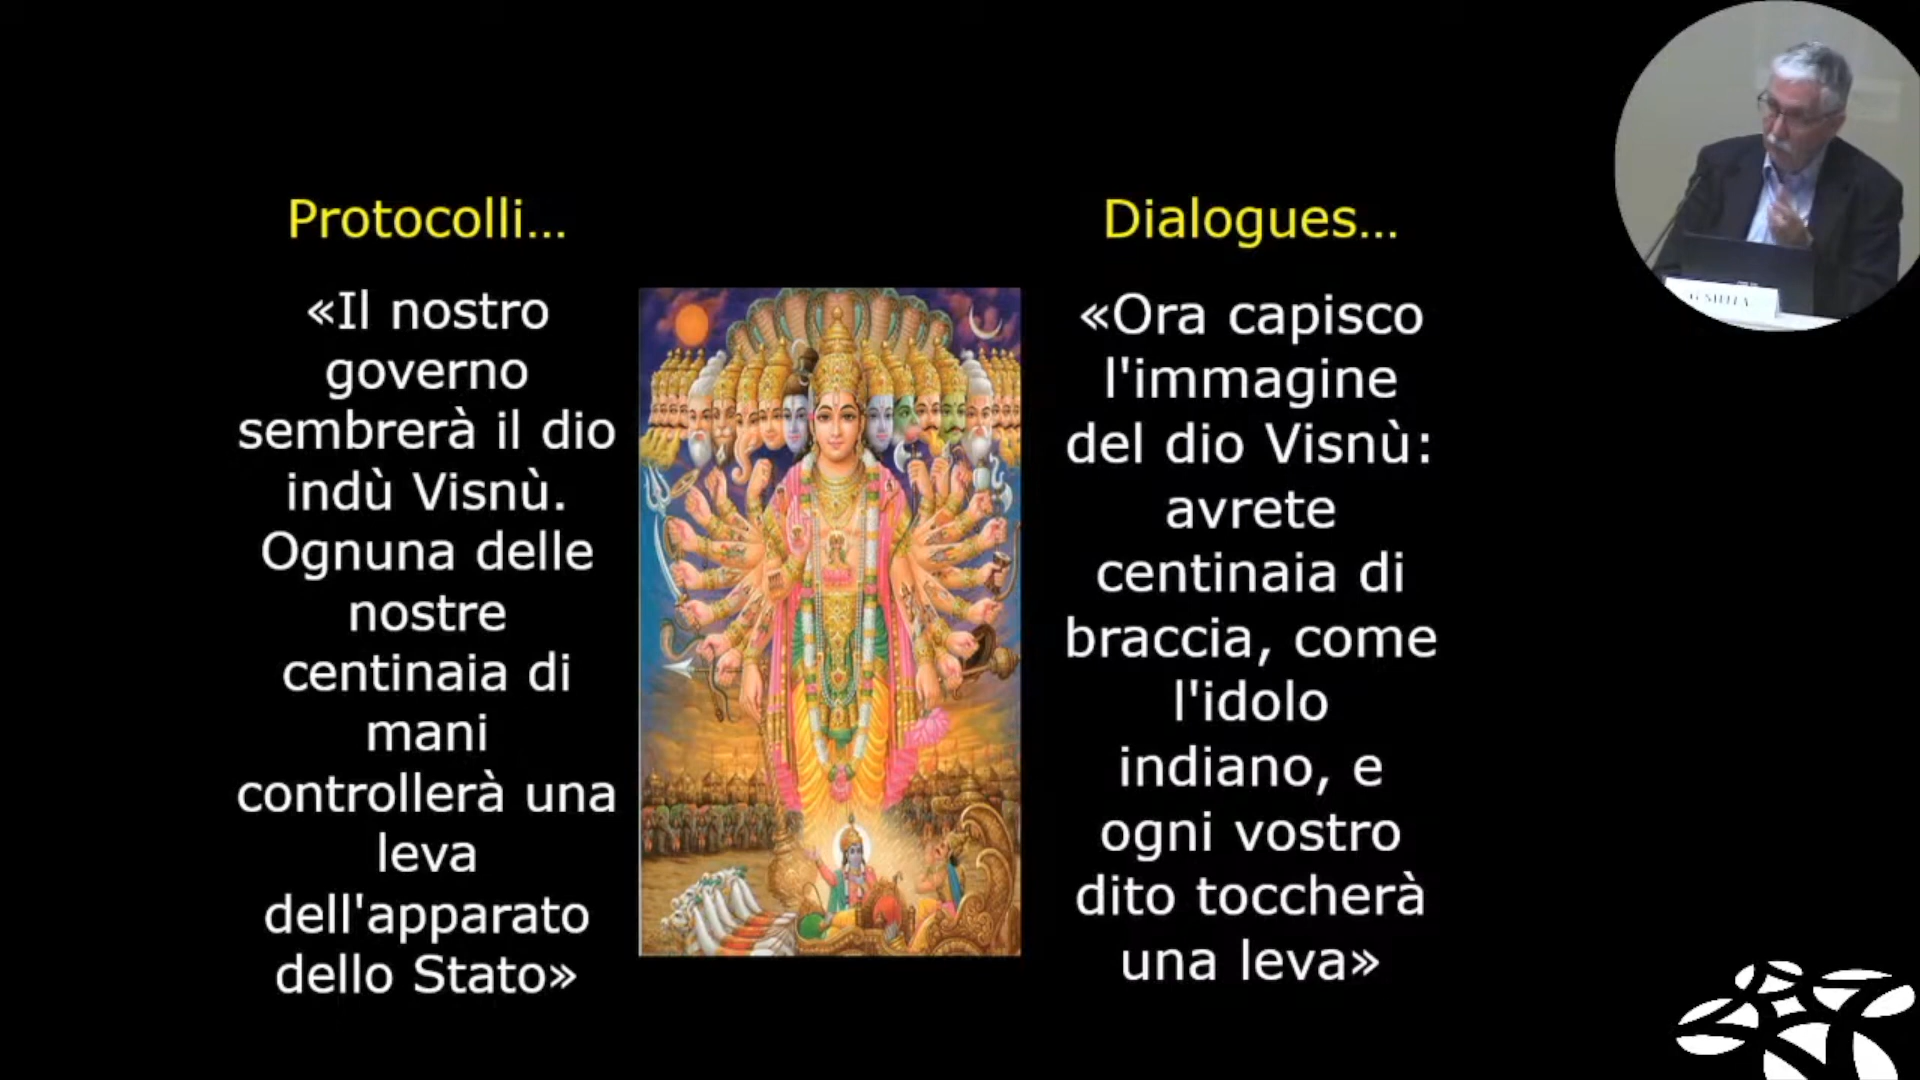 Protocolli...
«Il nostro
governo
sembrerà il dio
indù Visnù.
Ognuna delle
nostre
centinaia di
mani
controllerà una
leva
dell'apparato
dello Stato»
Dialogues...
«Ora capisco
l'immagine
del dio Visnù:
avrete
centinaia di
braccia, come
l'idolo
indiano, e
ogni vostro
dito toccherà
una leva»